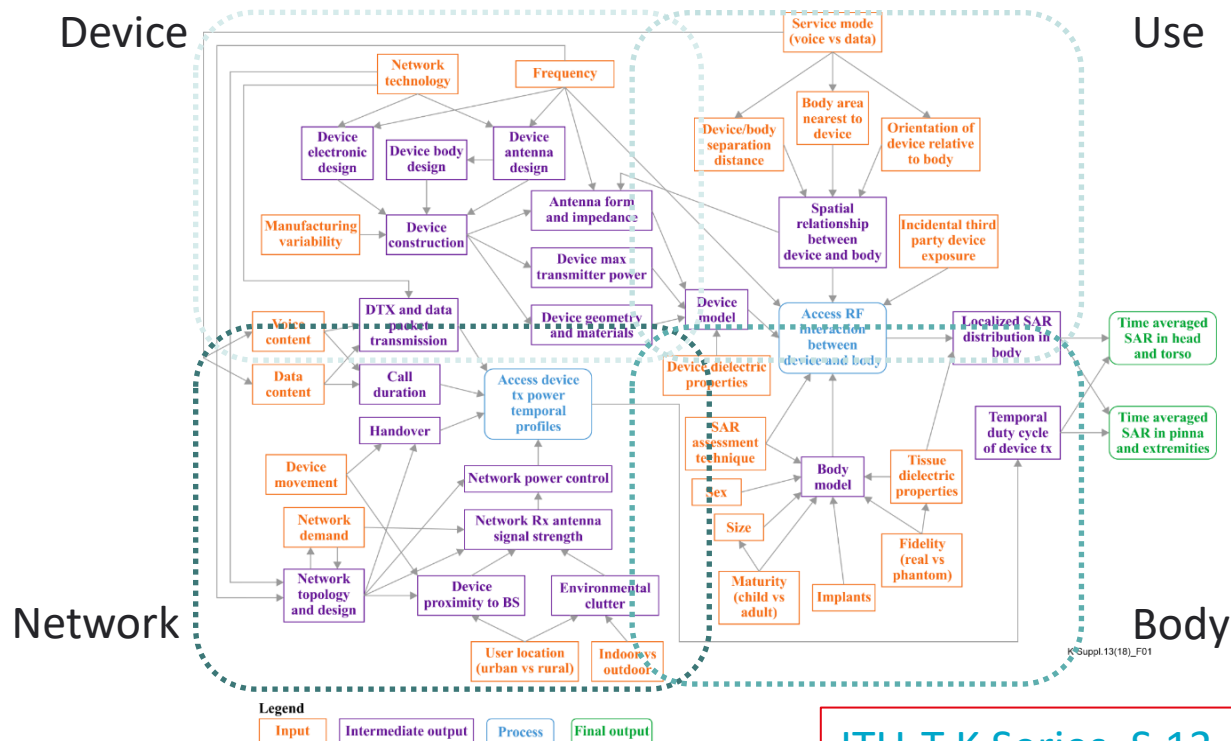 Device
Use
Service mode
(voice vs data)
Network
technology
Frequency
Body area
nearest to
device
Device/body
separation
distance
Orientation of
device relative
to body
Device
electronic
design
Device body
design
Device
antenna
design
Antenna form
and impedance
Spatial
relationship
between
device and body
Incidental third
party device
exposure
Manufacturing
variability
Device
construction
Device max
transmitter power
DTX and data
packet
transmission
Device geometry
and materials
Device
model
Access RF
interaction
between
device and body
Localized SAR
distribution in
body
Time averaged
SAR in head
and torso
Voice
content
Data
content
Call
duration
Access device
tx power
temporal
profiles
Device dielectric
properties
Handover
SAR
assessment
technique
Temporal
duty cycle
of device tx
Time averaged
SAR in pinna
and extremities
Device
movement
Network power control
Body
model
Tissue
dielectric
properties
Sex
Network
demand
Network Rx antenna
signal strength
Size
Fidelity
(real vs
phantom)
Network
topology
and design
Device
proximity to BS
Environmental
clutter
Maturity
(child vs
adult)
Implants
Network
Body
User location
(urban vs rural)
Indoor vs
outdoor
K Suppl.13(18)_F01
Legend
Input
Intermediate output
Process
Final output
ITU-T K Series, S 13